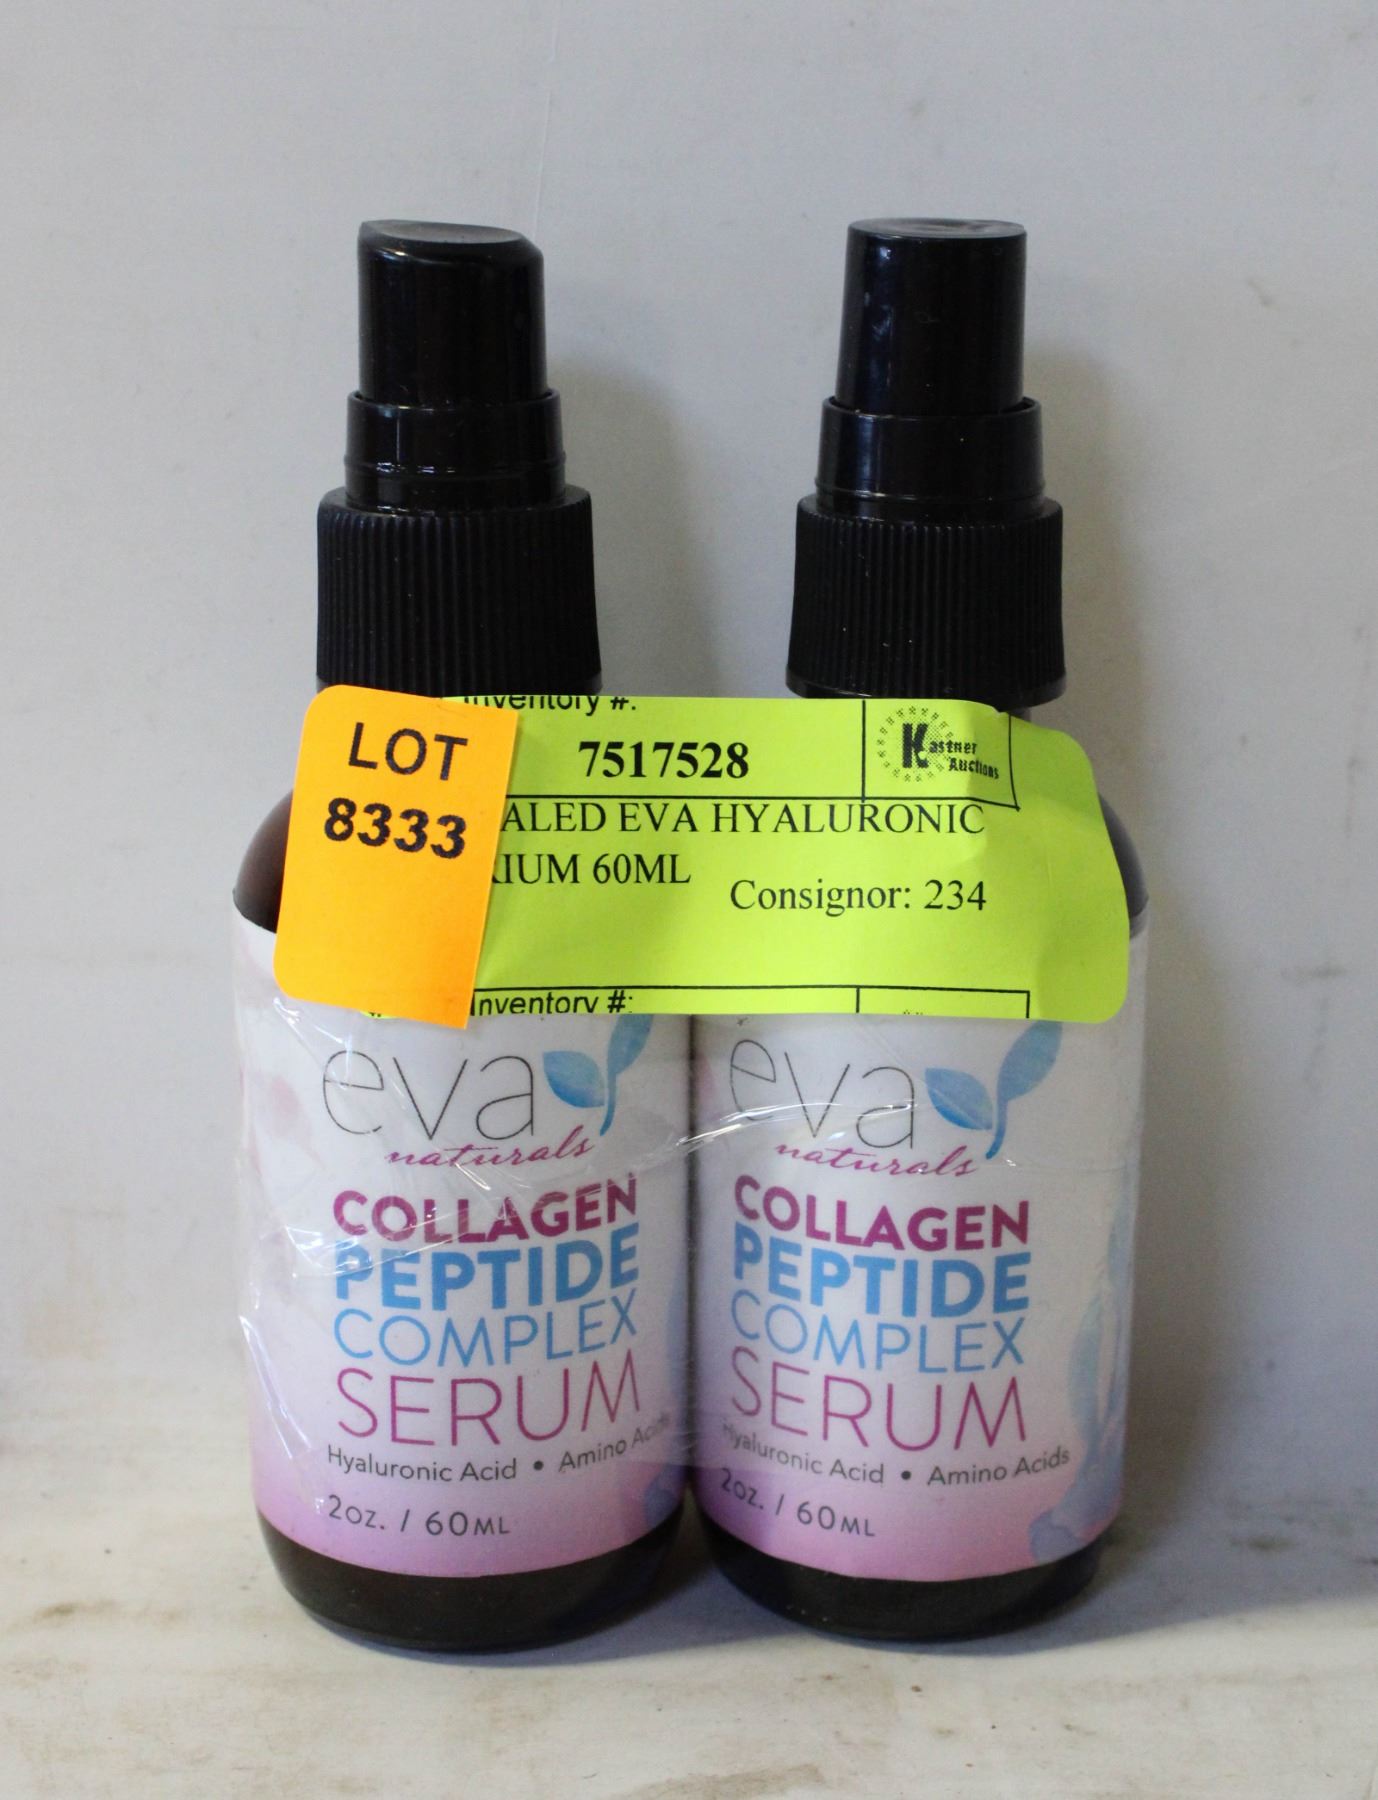 Inventory #:
LOT
8333
7517528
Kastner
Auctions
ALED EVA HYALURONIC
RIUM 60ML
Consignor: 234
Inventory #:
eva
naturals
COLLAGEN
PEPTIDE
COMPLEX
SERUM
Hyaluronic Acid • Amino Acids
2oz. / 60ML
eva
naturals
COLLAGEN
PEPTIDE
COMPLEX
SERUM
Hyaluronic Acid • Amino Acids
2oz. / 60ML